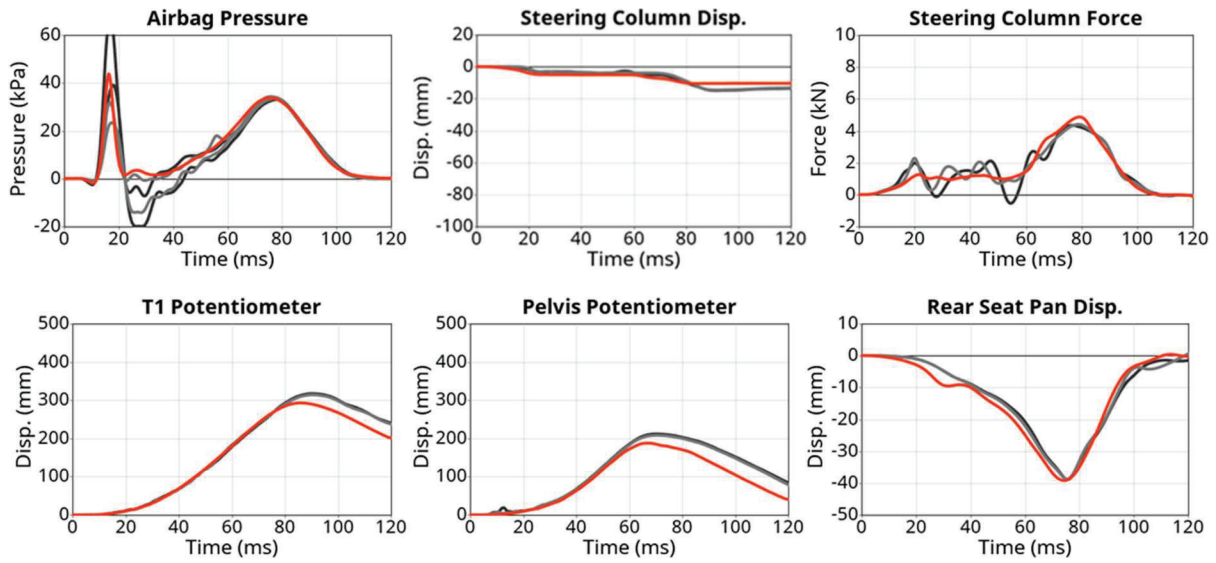 Airbag Pressure
Pressure (kPa)
60
40
20
0
-20
0 20 40 60 80 100 120
Time (ms)
Steering Column Disp.
Disp. (mm)
20
0
-20
-40
-60
-80
-100
0 20 40 60 80 100 120
Time (ms)
Steering Column Force
Force (kN)
10
8
6
4
2
0
-2
0 20 40 60 80 100 120
Time (ms)
T1 Potentiometer
Disp. (mm)
500
400
300
200
100
0
0 20 40 60 80 100 120
Time (ms)
Pelvis Potentiometer
Disp. (mm)
500
400
300
200
100
0
0 20 40 60 80 100 120
Time (ms)
Rear Seat Pan Disp.
Disp. (mm)
10
0
-10
-20
-30
-40
-50
0 20 40 60 80 100 120
Time (ms)